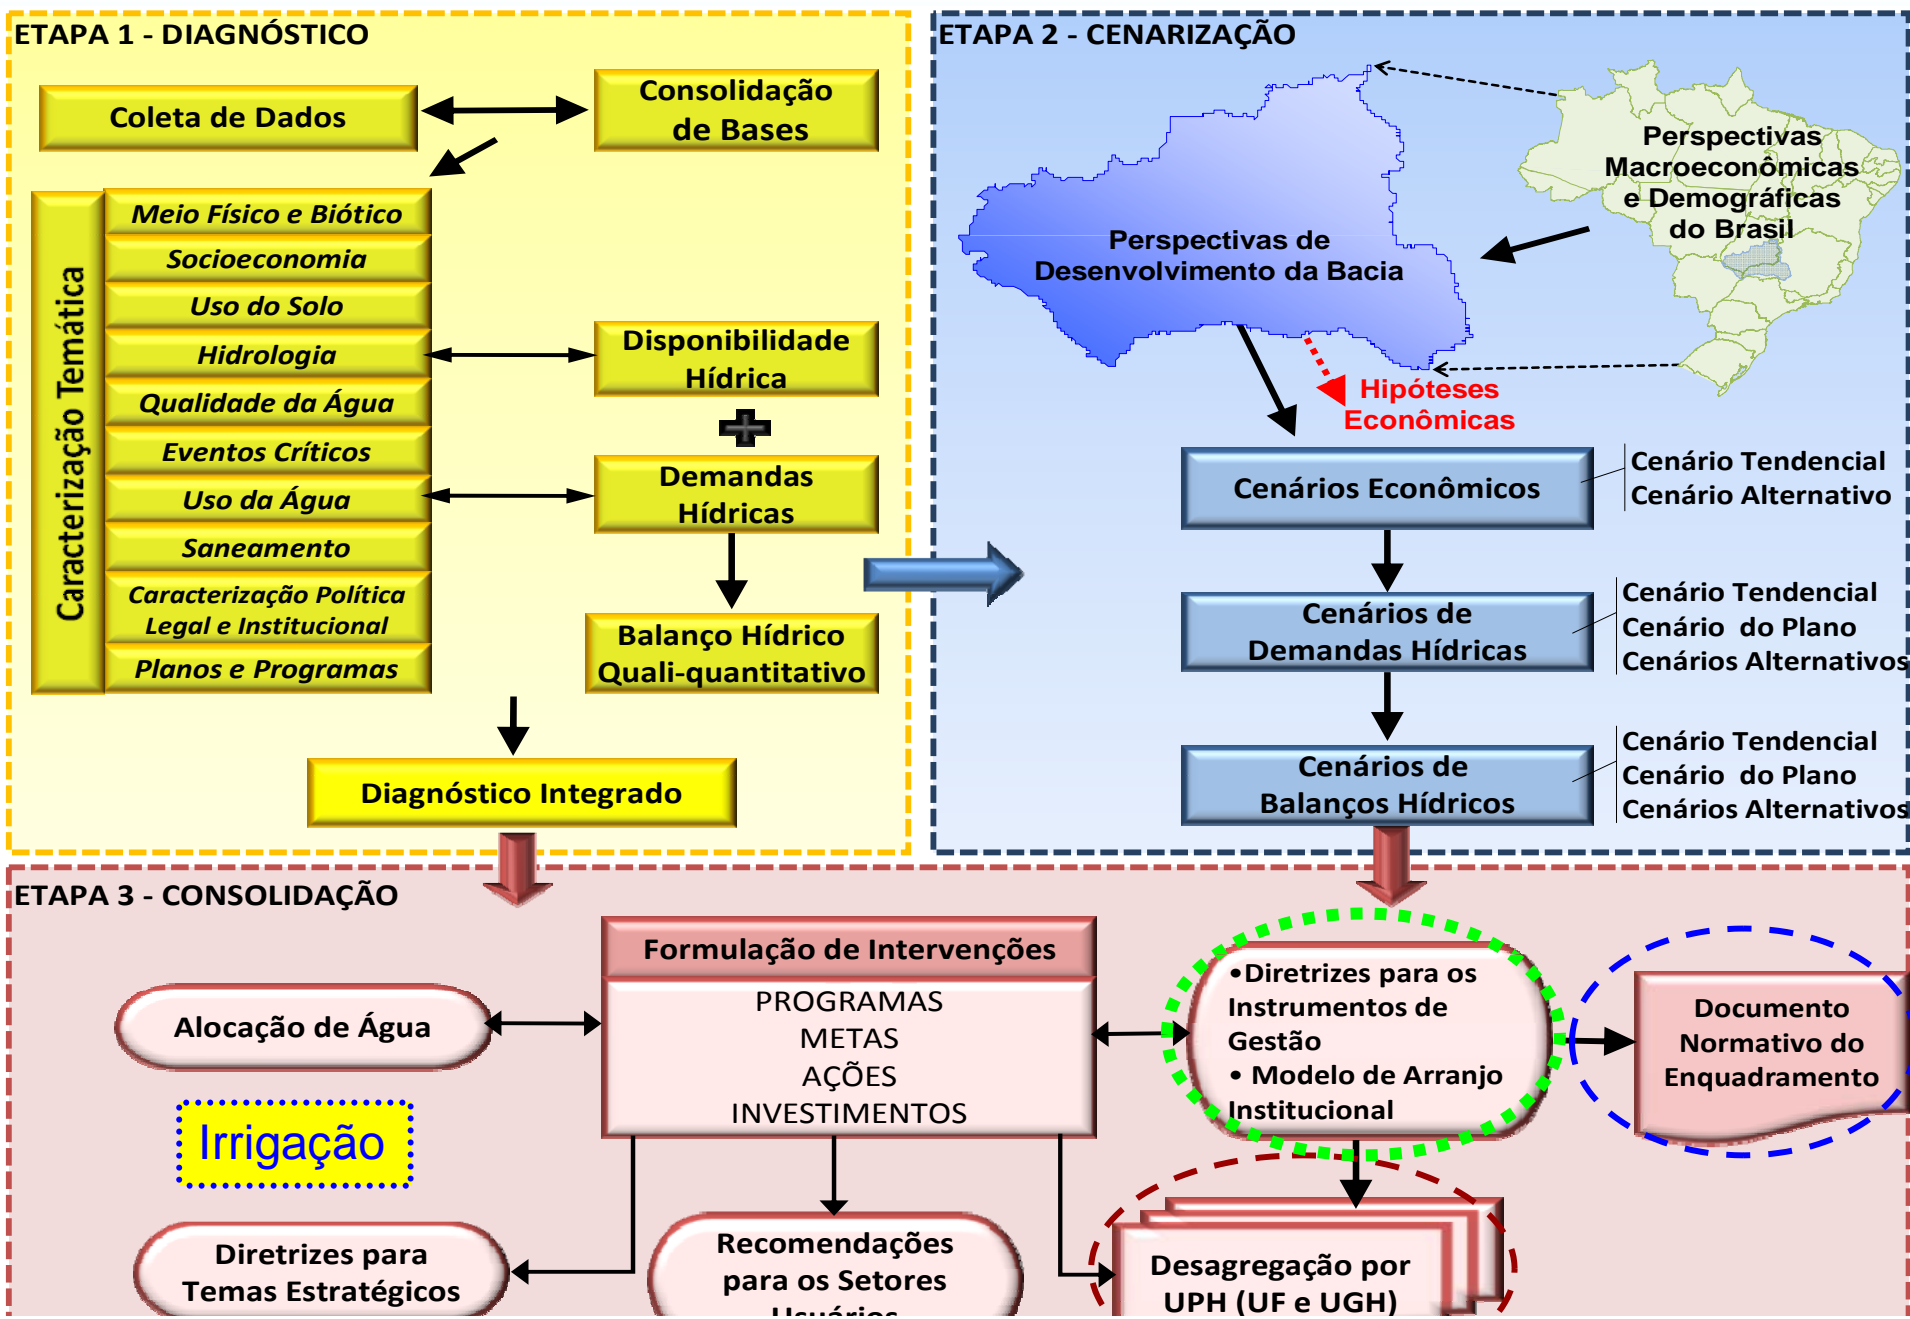 ETAPA 1 - DIAGNÓSTICO
Coleta de Dados
Consolidação
de Bases
Caracterização Temática
Meio Físico e Biótico
Socioeconomia
Uso do Solo
Hidrologia
Qualidade da Água
Eventos Críticos
Uso da Água
Saneamento
Caracterização Política
Legal e Institucional
Planos e Programas
Disponibilidade
Hídrica
Demandas
Hídricas
Balanço Hídrico
Quali-quantitativo
Diagnóstico Integrado
ETAPA 2 - CENARIZAÇÃO
Perspectivas
Macroeconômicas
e Demográficas
do Brasil
Perspectivas de
Desenvolvimento da Bacia
Hipóteses
Econômicas
Cenários Econômicos
Cenário Tendencial
Cenário Alternativo
Cenários de
Demandas Hídricas
Cenário Tendencial
Cenário do Plano
Cenários Alternativos
Cenários de
Balanços Hídricos
Cenário Tendencial
Cenário do Plano
Cenários Alternativos
ETAPA 3 - CONSOLIDAÇÃO
Formulação de Intervenções
PROGRAMAS
METAS
AÇÕES
INVESTIMENTOS
Alocação de Água
Irrigação
Diretrizes para
Temas Estratégicos
Recomendações
para os Setores
Usuários
•Diretrizes para os
Instrumentos de
Gestão
• Modelo de Arranjo
Institucional
Documento
Normativo do
Enquadramento
Desagregação por
UPH (UF e UGH)